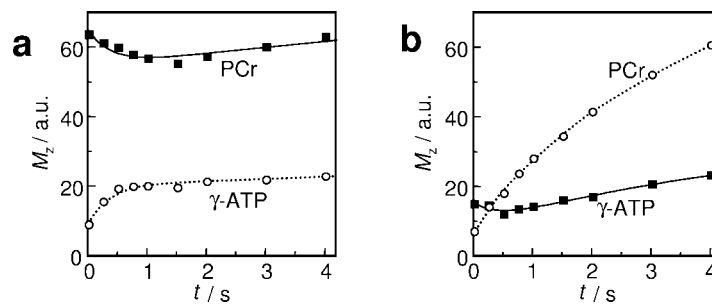 a
M_z / a.u.
60
40
20
0
PCr
γ-ATP
0 1 2 3 4
t / s
b
M_z / a.u.
60
40
20
0
PCr
γ-ATP
0 1 2 3 4
t / s